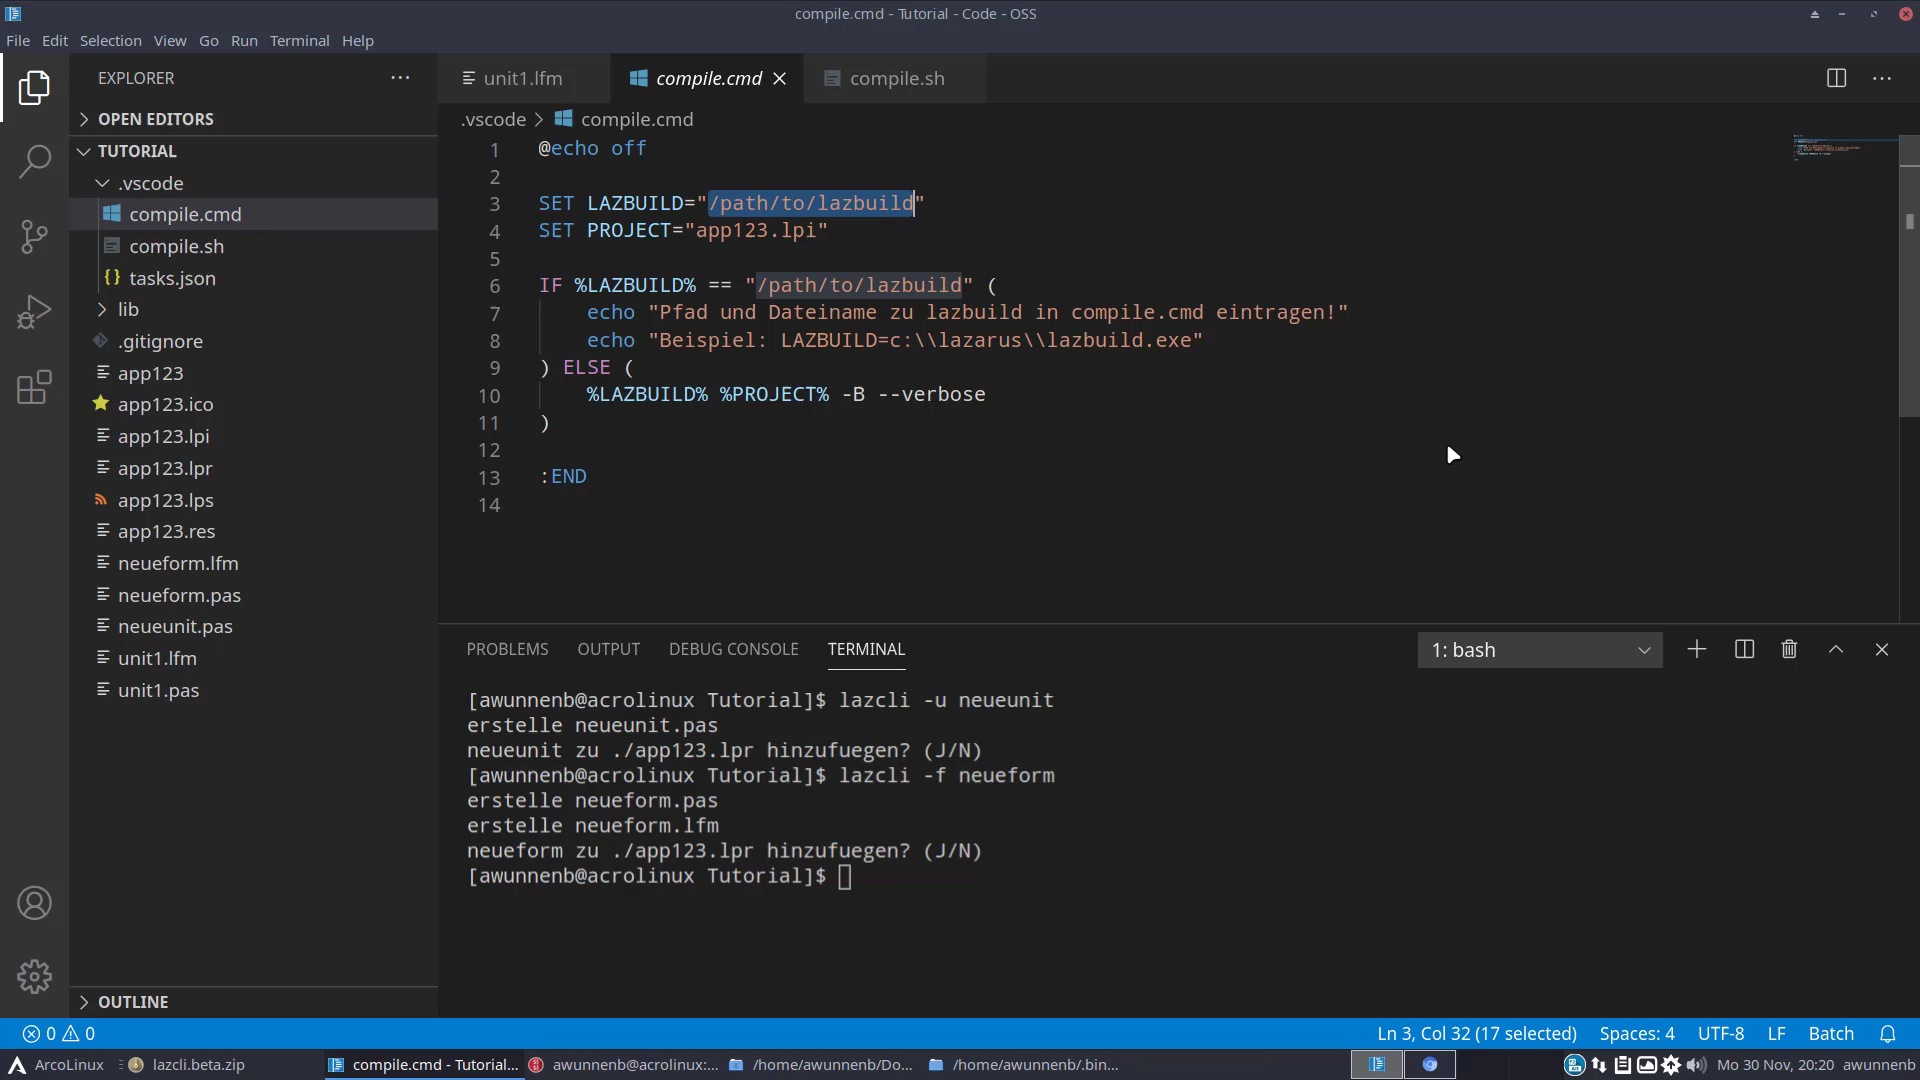 compile.cmd - Tutorial - Code - OSS
File Edit Selection View Go Run Terminal Help
EXPLORER
OPEN EDITORS
TUTORIAL
.vscode
compile.cmd
compile.sh
tasks.json
lib
.gitignore
app123
app123.ico
app123.lpi
app123.lpr
app123.lps
app123.res
neueform.lfm
neueform.pas
neueunit.pas
unit1.lfm
unit1.pas
OUTLINE
unit1.lfm compile.cmd compile.sh
.vscode > compile.cmd
1 @echo off
2
3 SET LAZBUILD="/path/to/lazbuild"
4 SET PROJECT="app123.lpi"
5
6 IF %LAZBUILD% == "/path/to/lazbuild" (
7 echo "Pfad und Dateiname zu lazbuild in compile.cmd eintragen!"
8 echo "Beispiel: LAZBUILD=c:\\lazarus\\lazbuild.exe"
9 ) ELSE (
10 %LAZBUILD% %PROJECT% -B --verbose
11 )
12
13 :END
14
PROBLEMS OUTPUT DEBUG CONSOLE TERMINAL 1: bash
[awunnenb@acrolinux Tutorial]$ lazcli -u neueunit
erstelle neueunit.pas
neueunit zu ./app123.lpr hinzufuegen? (J/N)
[awunnenb@acrolinux Tutorial]$ lazcli -f neueform
erstelle neueform.pas
erstelle neueform.lfm
neueform zu ./app123.lpr hinzufuegen? (J/N)
[awunnenb@acrolinux Tutorial]$
0 0 Ln 3, Col 32 (17 selected) Spaces: 4 UTF-8 LF Batch
ArcoLinux lazcli.beta.zip compile.cmd - Tutorial... awunnenb@acrolinux:... /home/awunnenb/Do... /home/awunnenb/.bin... Mo 30 Nov, 20:20 awunnenb